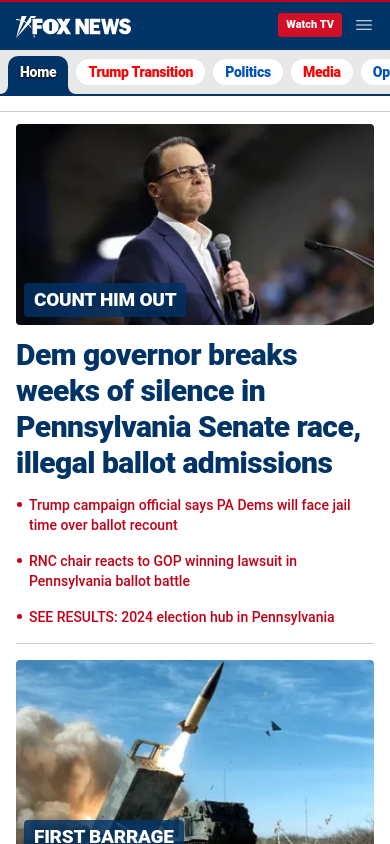 FOX NEWS
Watch TV
Home
Trump Transition
Politics
Media
Op
COUNT HIM OUT
Dem governor breaks
weeks of silence in
Pennsylvania Senate race,
illegal ballot admissions
• Trump campaign official says PA Dems will face jail
time over ballot recount
• RNC chair reacts to GOP winning lawsuit in
Pennsylvania ballot battle
• SEE RESULTS: 2024 election hub in Pennsylvania
FIRST BARRAGE